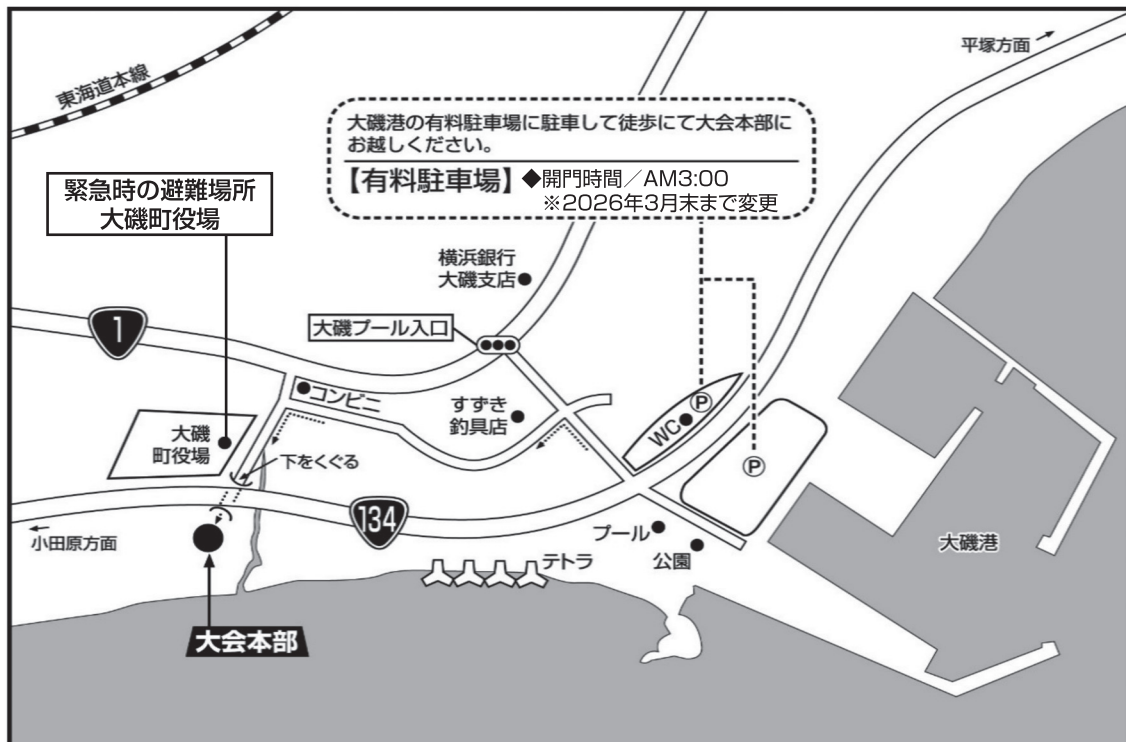 平塚方面
東海道本線
大磯港の有料駐車場に駐車して徒歩にて大会本部に
お越しください。
【有料駐車場】◆開門時間／AM3:00
※2026年3月末まで変更
緊急時の避難場所
大磯町役場
横浜銀行
大磯支店
1
大磯プール入口
コンビニ
すずき
釣具店
P
WC
大磯
町役場
下をくぐる
P
134
小田原方面
プール
公園
大磯港
テトラ
大会本部